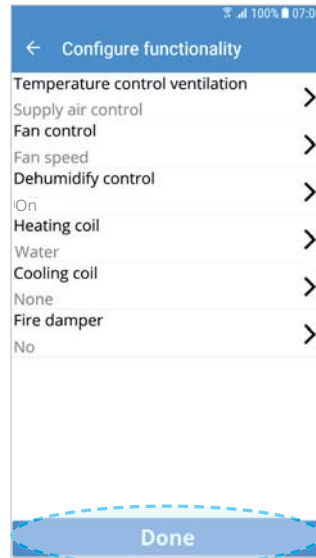 100% 07:0
Configure functionality
Temperature control ventilation
Supply air control
Fan control
Fan speed
Dehumidify control
On
Heating coil
Water
Cooling coil
None
Fire damper
No
Done